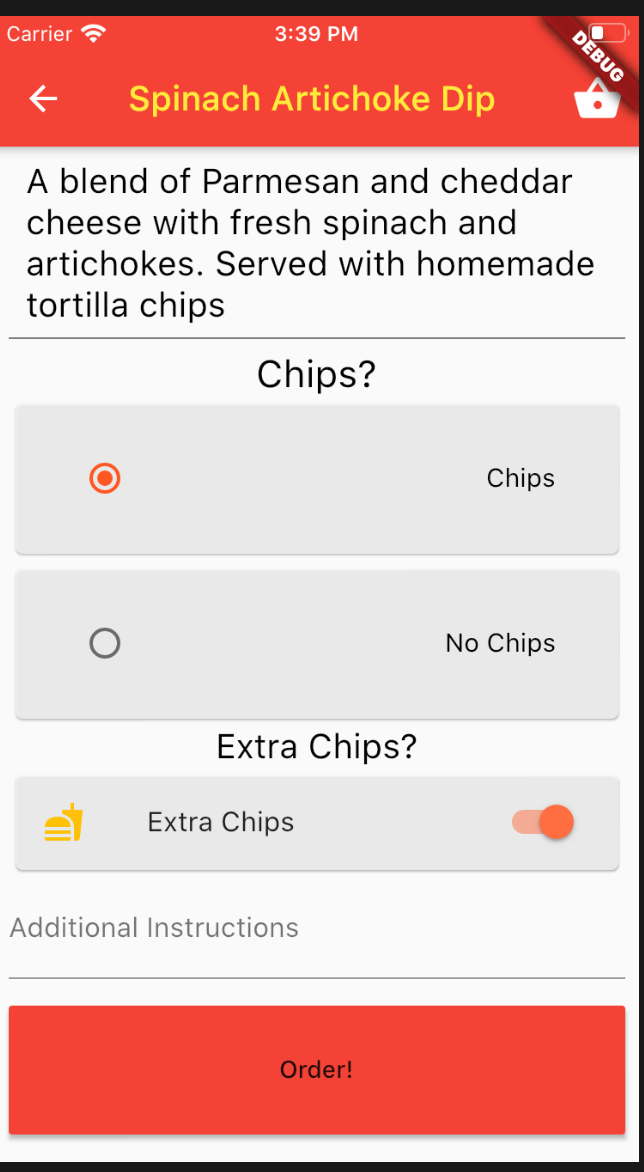 Carrier 3:39 PM
DEBUG
Spinach Artichoke Dip
A blend of Parmesan and cheddar
cheese with fresh spinach and
artichokes. Served with homemade
tortilla chips
Chips?
Chips
No Chips
Extra Chips?
Extra Chips
Additional Instructions
Order!